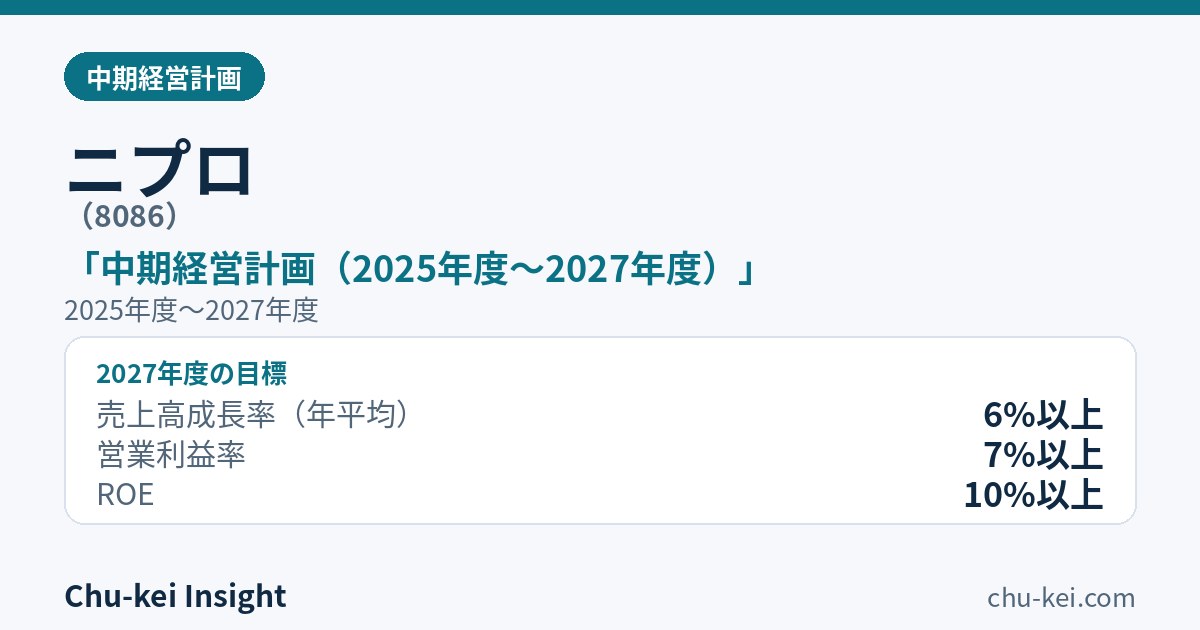 中期経営計画
ニプロ
（8086）
「中期経営計画（2025年度〜2027年度）」
2025年度〜2027年度
2027年度の目標
売上高成長率（年平均） 6%以上
営業利益率 7%以上
ROE 10%以上
Chu-kei Insight chu-kei.com